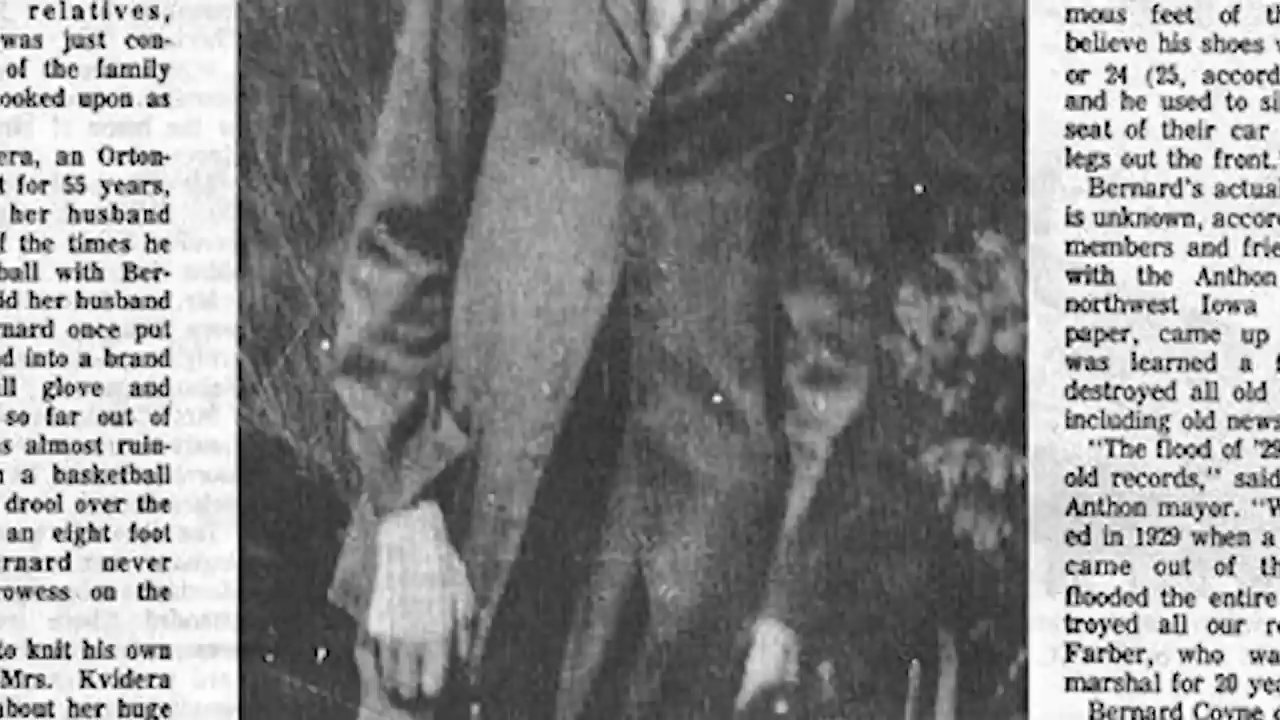 relatives,
was just con-
of the family
ooked upon as
era, an Orton-
t for 55 years,
her husband
f the times he
ball with Ber-
id her husband
rnard once put
d into a brand
ll glove and
so far out of
s almost ruin-
n a basketball
drool over the
an eight foot
rnard never
rowess on the
to knit his own
Mrs. Kvidera
about her huge
mous feet of th
believe his shoes
or 24 (25, accord
and he used to si
seat of their car
legs out the front.
Bernard's actual
is unknown, accor
members and frie
with the Anthon
northwest Iowa
paper, came up
was learned a f
destroyed all old
including old news
"The flood of '29
old records," said
Anthon mayor. "W
ed in 1929 when a
came out of th
flooded the entire
troyed all our re
Farber, who wa
marshal for 20 yea
Bernard Coyne